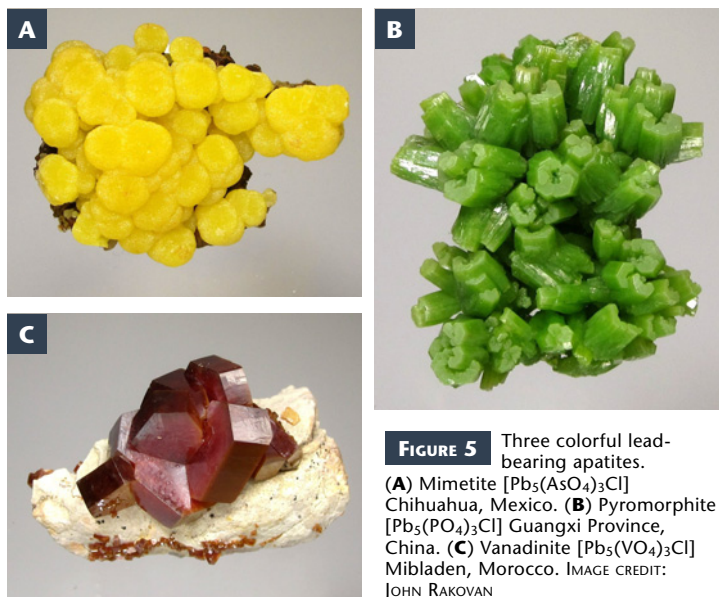 A
B
C
FIGURE 5 Three colorful lead-
bearing apatites.
(A) Mimetite [Pb₅(AsO₄)₃Cl]
Chihuahua, Mexico. (B) Pyromorphite
[Pb₅(PO₄)₃Cl] Guangxi Province,
China. (C) Vanadinite [Pb₅(VO₄)₃Cl]
Mibladen, Morocco. IMAGE CREDIT:
JOHN RAKOVAN